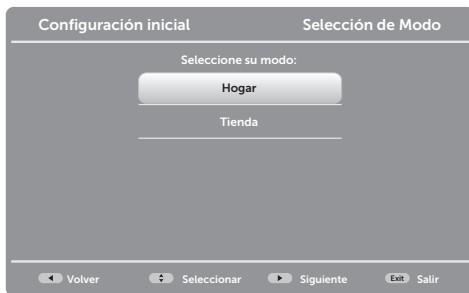 Configuración inicial Selección de Modo
Seleccione su modo:
Hogar
Tienda
Volver Seleccionar Siguiente Exit Salir